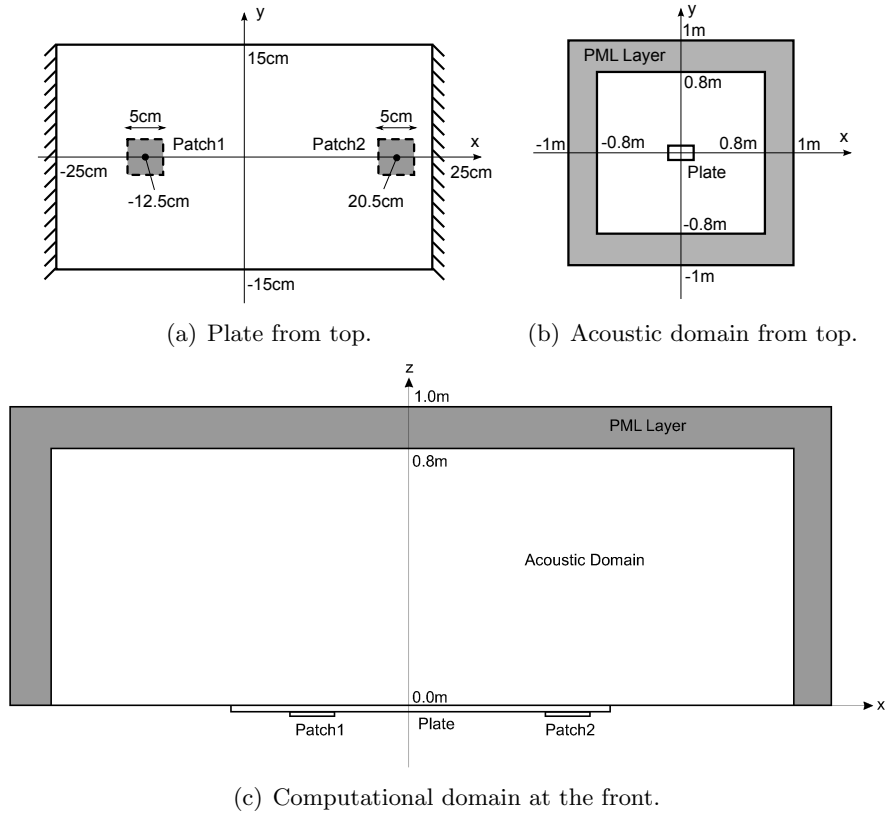 y
15cm
5cm
5cm
Patch1
Patch2
x
-25cm
25cm
-12.5cm
20.5cm
-15cm
(a) Plate from top.
y
1m
PML Layer
0.8m
-1m
-0.8m
0.8m
1m
x
Plate
-0.8m
-1m
(b) Acoustic domain from top.
z
1.0m
PML Layer
0.8m
Acoustic Domain
0.0m
x
Plate
Patch1
Patch2
(c) Computational domain at the front.